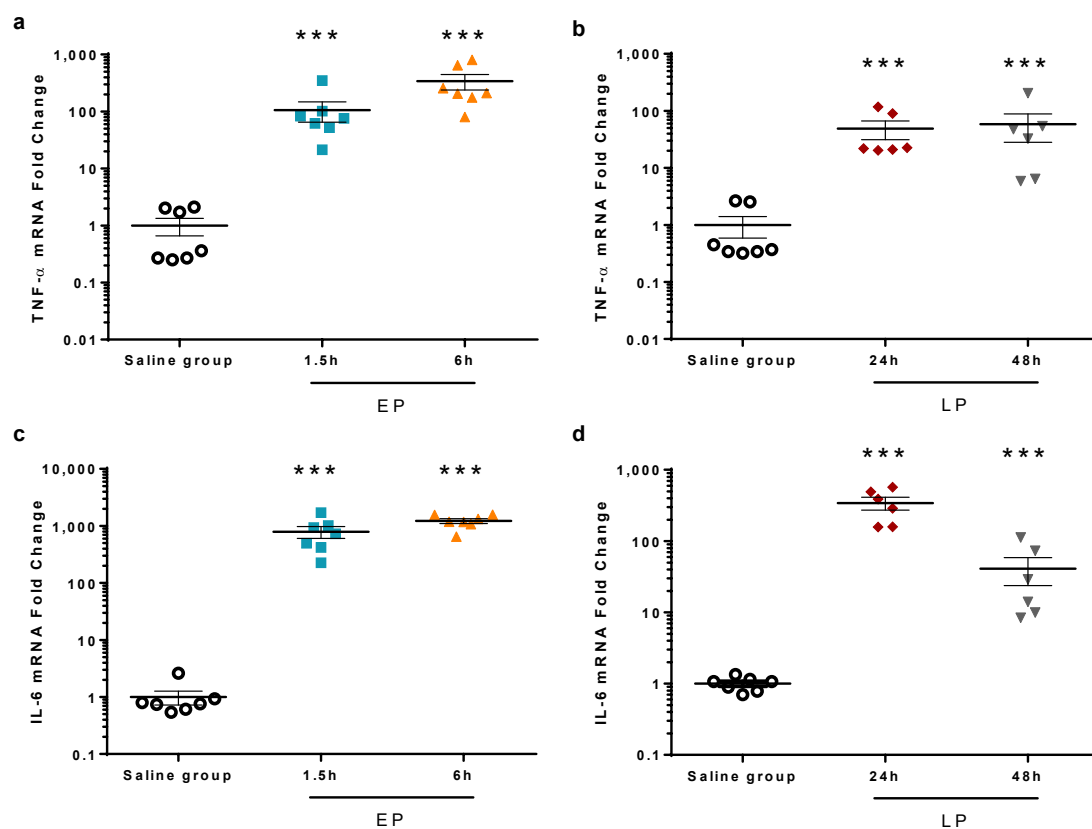 a
TNF-α mRNA Fold Change
1,000
100
10
1
0.1
0.01
*** ***
Saline group 1.5h 6h
EP
b
TNF-α mRNA Fold Change
1,000
100
10
1
0.1
0.01
*** ***
Saline group 24h 48h
LP
c
IL-6 mRNA Fold Change
10,000
1,000
100
10
1
0.1
*** ***
Saline group 1.5h 6h
EP
d
IL-6 mRNA Fold Change
1,000
100
10
1
0.1
*** ***
Saline group 24h 48h
LP